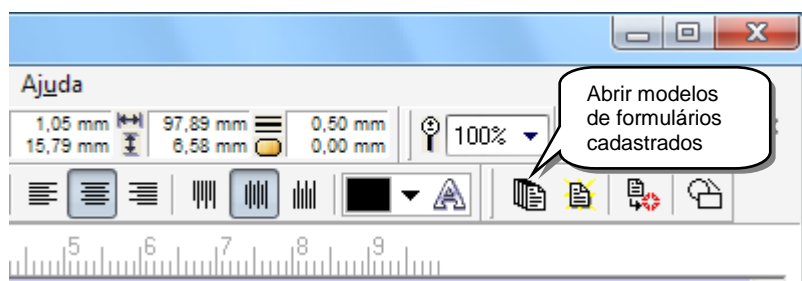 Ajuda
Abrir modelos
de formulários
cadastrados
1,05 mm 97,89 mm 0,50 mm
15,79 mm 6,58 mm 0,00 mm
100%
5 6 7 8 9